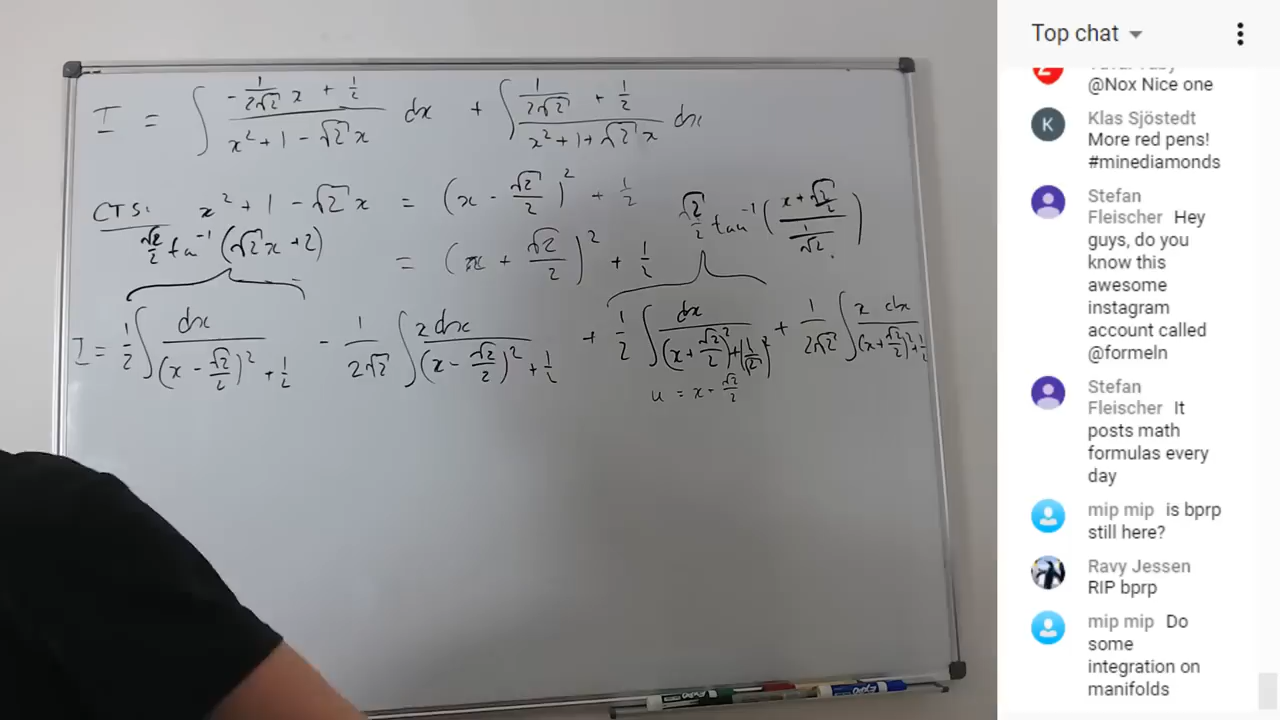 I = ∫ (-1/(2√2) x + 1/2)/(x² + 1 - √2 x) dx + ∫ (1/(2√2) + 1/2)/(x² + 1 + √2 x) dx
CTS: x² + 1 - √2 x = (x - √2/2)² + 1/2
= (x + √2/2)² + 1/2
√2/2 tan⁻¹(√2x + 2)
√2/2 tan⁻¹((x + √2/2)/(1/√2))
I = 1/2 ∫ dx/((x - √2/2)² + 1/2) - 1/(2√2) ∫ x dx/((x - √2/2)² + 1/2) + 1/2 ∫ dx/((x + √2/2)² + (1/√2)²) + 1/(2√2) ∫ x dx/((x + √2/2)² + 1/2)
u = x + √2/2
Top chat
@Nox Nice one
Klas Sjöstedt
More red pens!
#minediamonds
Stefan
Fleischer Hey
guys, do you
know this
awesome
instagram
account called
@formeln
Stefan
Fleischer It
posts math
formulas every
day
mip mip is bprp
still here?
Ravy Jessen
RIP bprp
mip mip Do
some
integration on
manifolds